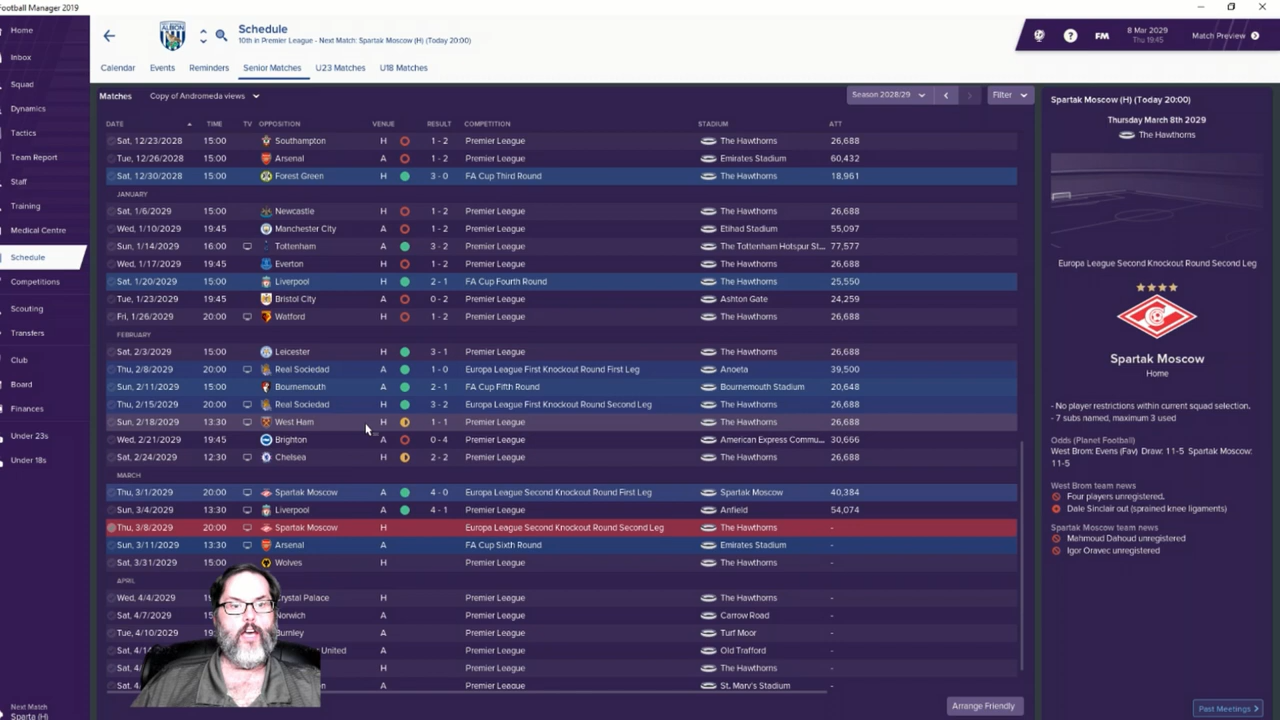 Football Manager 2019
Home
Inbox
Squad
Dynamics
Tactics
Team Report
Staff
Training
Medical Centre
Schedule
Competitions
Scouting
Transfers
Club
Board
Finances
Under 23s
Under 18s
Next Match
Sparta (H)
ALBION
Schedule
10th in Premier League - Next Match: Spartak Moscow (H) (Today 20:00)
? FM 8 Mar 2029 Thu 19:45 Match Preview
Calendar Events Reminders Senior Matches U23 Matches U18 Matches
Matches Copy of Andromeda views Season 2028/29 Filter
DATE TIME TV OPPOSITION VENUE RESULT COMPETITION STADIUM ATT
Sat, 12/23/2028 15:00 Southampton H 1 - 2 Premier League The Hawthorns 26,688
Tue, 12/26/2028 15:00 Arsenal A 1 - 2 Premier League Emirates Stadium 60,432
Sat, 12/30/2028 15:00 Forest Green H 3 - 0 FA Cup Third Round The Hawthorns 18,961
JANUARY
Sat, 1/6/2029 15:00 Newcastle H 1 - 2 Premier League The Hawthorns 26,688
Wed, 1/10/2029 19:45 Manchester City A 1 - 2 Premier League Etihad Stadium 55,097
Sun, 1/14/2029 16:00 Tottenham A 3 - 2 Premier League The Tottenham Hotspur St... 77,577
Wed, 1/17/2029 19:45 Everton H 1 - 2 Premier League The Hawthorns 26,688
Sat, 1/20/2029 15:00 Liverpool H 2 - 1 FA Cup Fourth Round The Hawthorns 25,550
Tue, 1/23/2029 19:45 Bristol City A 0 - 2 Premier League Ashton Gate 24,259
Fri, 1/26/2029 20:00 Watford H 1 - 2 Premier League The Hawthorns 26,688
FEBRUARY
Sat, 2/3/2029 15:00 Leicester H 3 - 1 Premier League The Hawthorns 26,688
Thu, 2/8/2029 20:00 Real Sociedad A 1 - 0 Europa League First Knockout Round First Leg Anoeta 39,500
Sun, 2/11/2029 15:00 Bournemouth A 2 - 1 FA Cup Fifth Round Bournemouth Stadium 20,648
Thu, 2/15/2029 20:00 Real Sociedad H 3 - 2 Europa League First Knockout Round Second Leg The Hawthorns 26,688
Sun, 2/18/2029 13:30 West Ham H 1 - 1 Premier League The Hawthorns 26,688
Wed, 2/21/2029 19:45 Brighton A 0 - 4 Premier League American Express Commu... 30,666
Sat, 2/24/2029 12:30 Chelsea H 2 - 2 Premier League The Hawthorns 26,688
MARCH
Thu, 3/1/2029 20:00 Spartak Moscow A 4 - 0 Europa League Second Knockout Round First Leg Spartak Moscow 40,384
Sun, 3/4/2029 13:30 Liverpool A 4 - 1 Premier League Anfield 54,074
Thu, 3/8/2029 20:00 Spartak Moscow H Europa League Second Knockout Round Second Leg The Hawthorns -
Sun, 3/11/2029 13:30 Arsenal A FA Cup Sixth Round Emirates Stadium -
Sat, 3/31/2029 15:00 Wolves H Premier League The Hawthorns -
APRIL
Wed, 4/4/2029 Crystal Palace H Premier League The Hawthorns -
Sat, 4/7/2029 Norwich A Premier League Carrow Road -
Tue, 4/10/2029 Burnley A Premier League Turf Moor -
Sat, 4/14 United A Premier League Old Trafford -
Sat, 4/ H Premier League The Hawthorns -
Sat, 4 A Premier League St. Mary's Stadium -
Arrange Friendly
Spartak Moscow (H) (Today 20:00)
Thursday March 8th 2029
The Hawthorns
Europa League Second Knockout Round Second Leg
Spartak Moscow
Home
- No player restrictions within current squad selection.
- 7 subs named, maximum 3 used
Odds (Planet Football)
West Brom: Evens (Fav) Draw: 11-5 Spartak Moscow:
11-5
West Brom team news
Four players unregistered.
Dale Sinclair out (sprained knee ligaments)
Spartak Moscow team news
Mahmoud Dahoud unregistered
Igor Oravec unregistered
Past Meetings